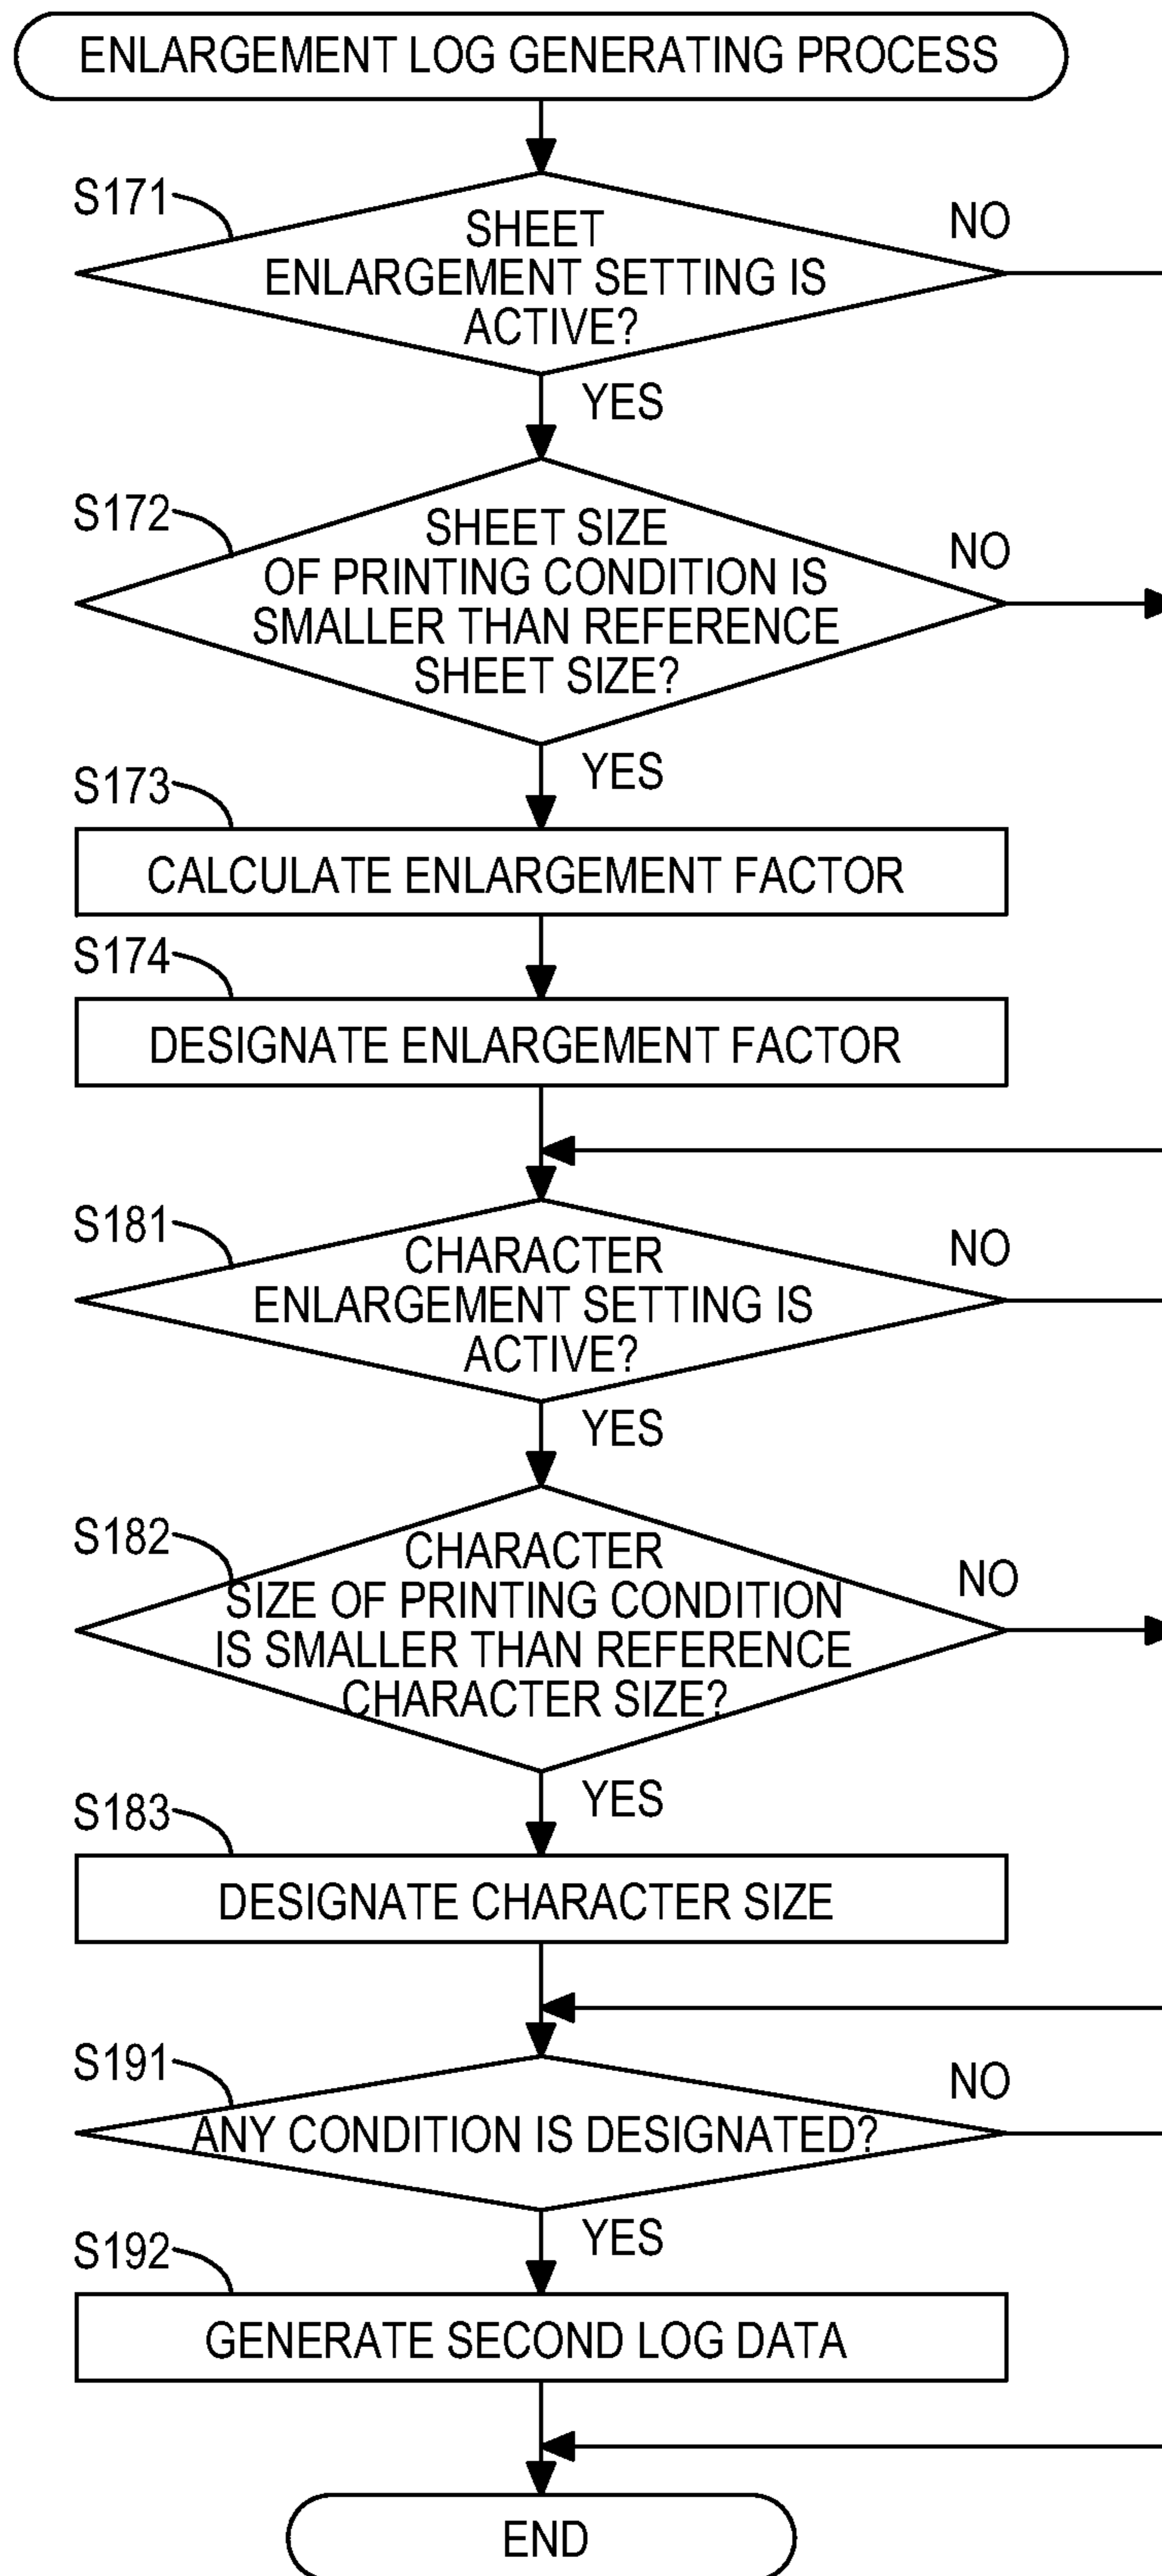 ENLARGEMENT LOG GENERATING PROCESS
S171
SHEET
ENLARGEMENT SETTING IS
ACTIVE?
NO
YES
S172
SHEET SIZE
OF PRINTING CONDITION IS
SMALLER THAN REFERENCE
SHEET SIZE?
NO
YES
S173
CALCULATE ENLARGEMENT FACTOR
S174
DESIGNATE ENLARGEMENT FACTOR
S181
CHARACTER
ENLARGEMENT SETTING IS
ACTIVE?
NO
YES
S182
CHARACTER
SIZE OF PRINTING CONDITION
IS SMALLER THAN REFERENCE
CHARACTER SIZE?
NO
YES
S183
DESIGNATE CHARACTER SIZE
S191
ANY CONDITION IS DESIGNATED?
NO
YES
S192
GENERATE SECOND LOG DATA
END